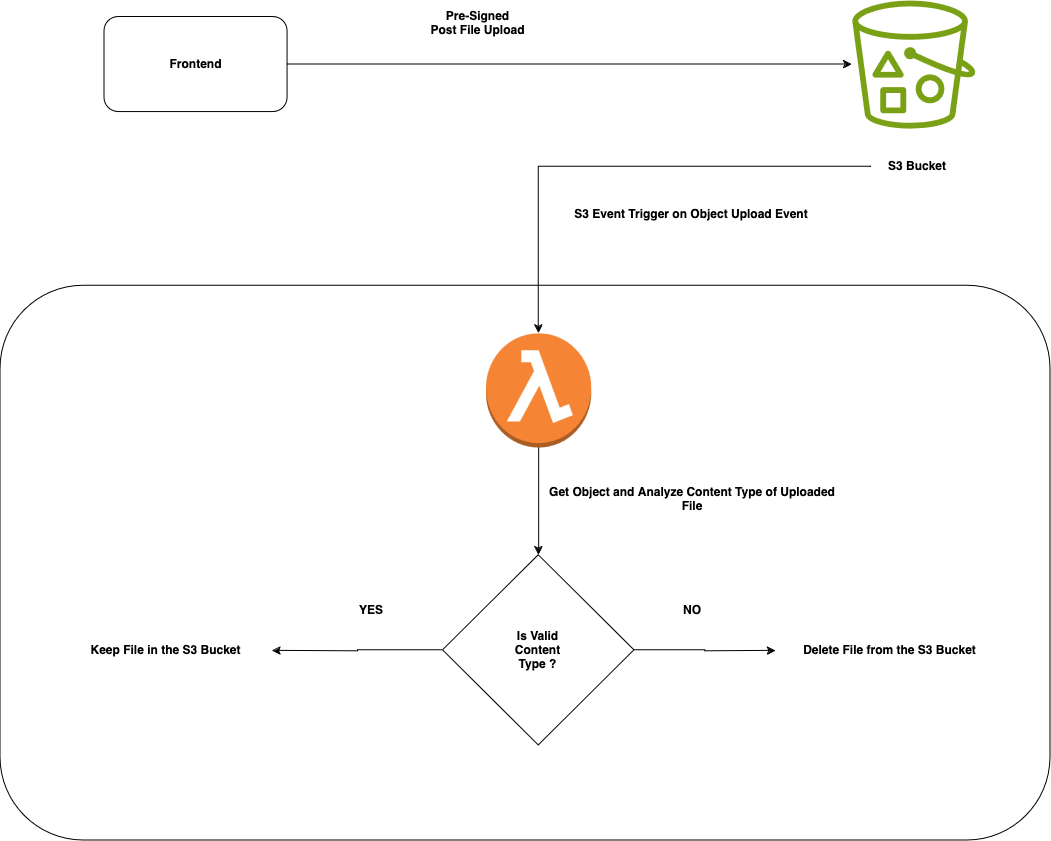 Pre-Signed
Post File Upload
Frontend
S3 Bucket
S3 Event Trigger on Object Upload Event
Get Object and Analyze Content Type of Uploaded
File
YES
NO
Is Valid
Content
Type ?
Keep File in the S3 Bucket
Delete File from the S3 Bucket